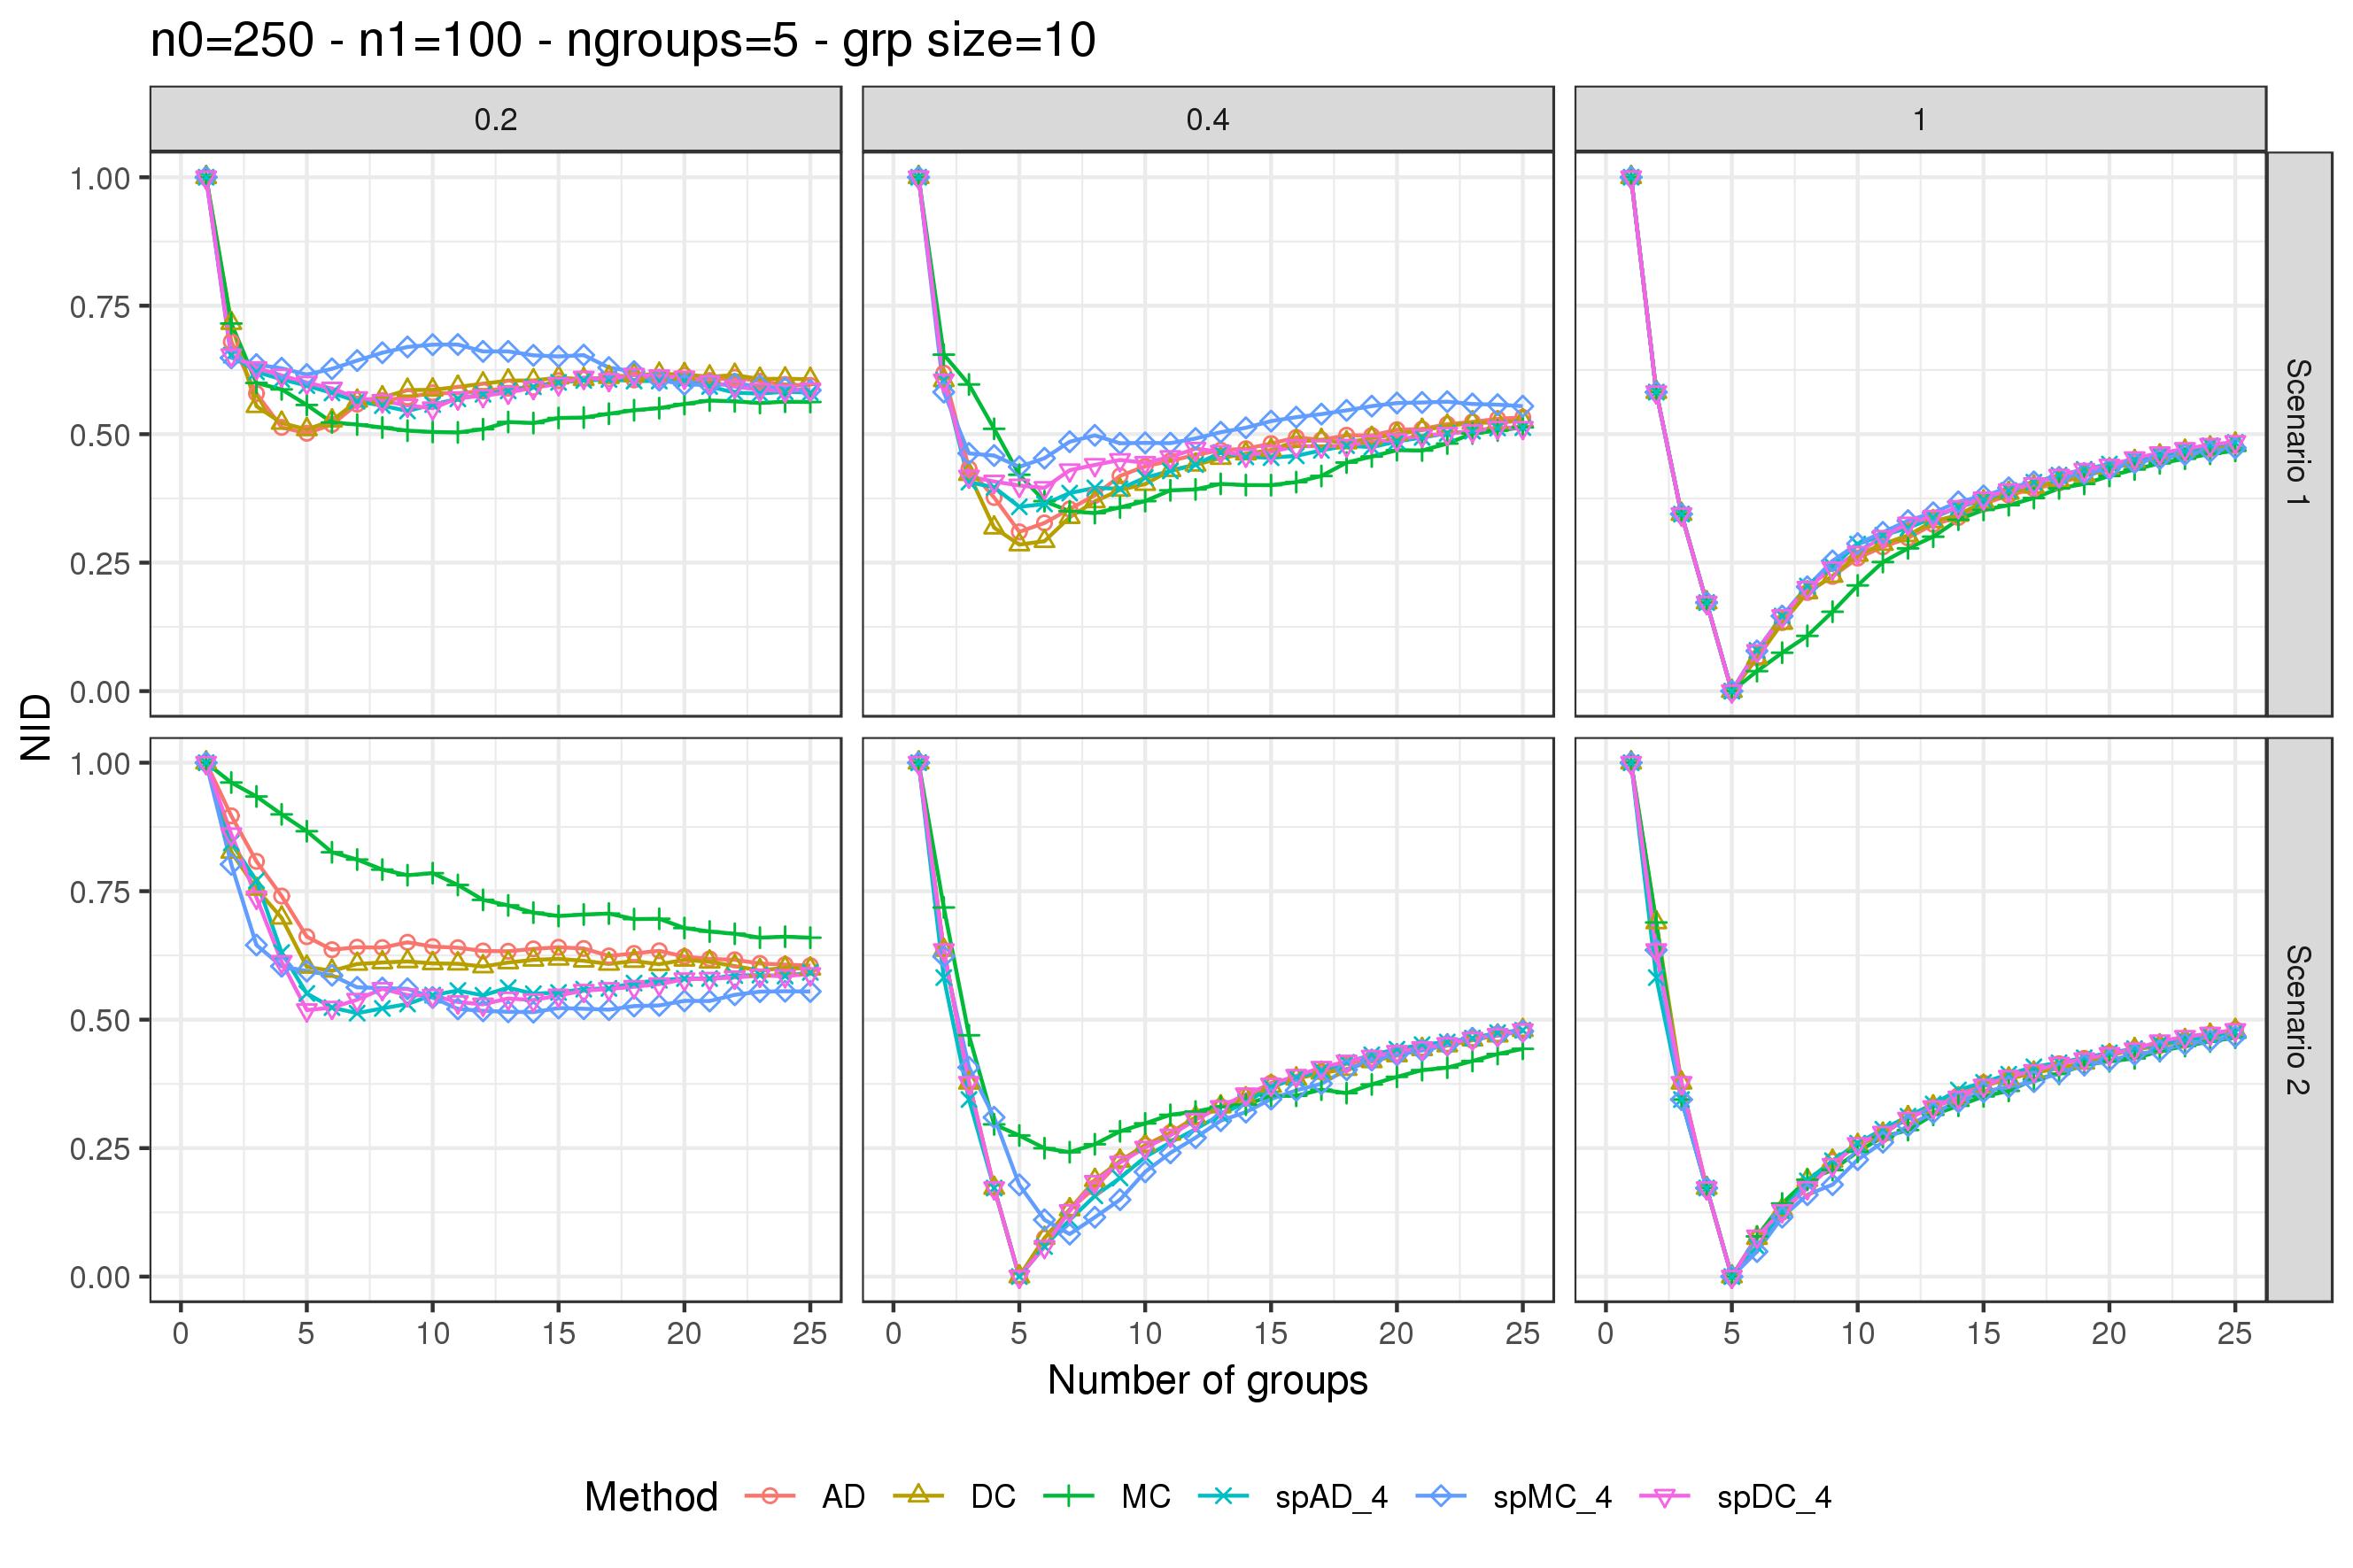 n0=250 - n1=100 - ngroups=5 - grp size=10
0.2 0.4 1
1.00
0.75
0.50
0.25
0.00
Scenario 1
NID
1.00
0.75
0.50
0.25
0.00
Scenario 2
0 5 10 15 20 25 0 5 10 15 20 25 0 5 10 15 20 25
Number of groups
Method AD DC MC spAD_4 spMC_4 spDC_4